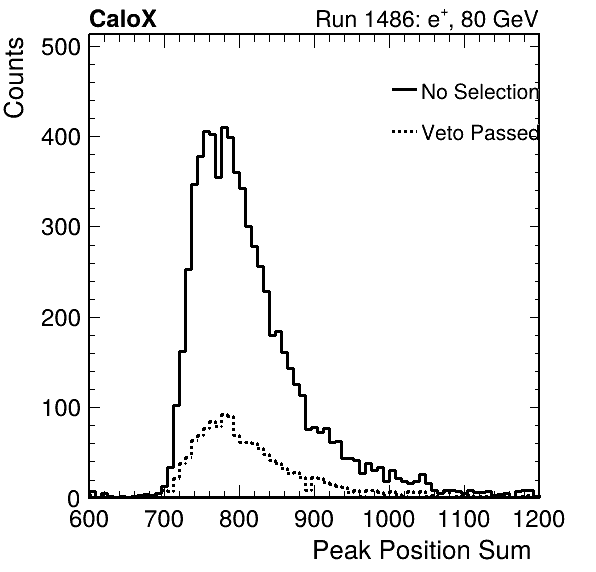 CaloX Run 1486: e⁺, 80 GeV
Counts
500
No Selection
Veto Passed
400
300
200
100
0
600 700 800 900 1000 1100 1200
Peak Position Sum